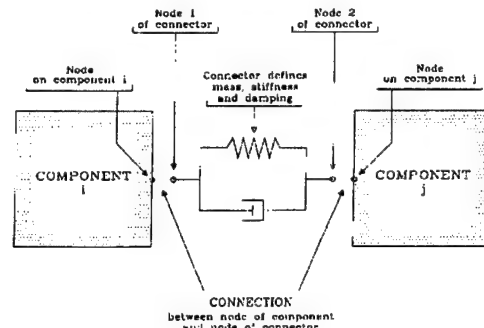 Node 1
of connector
Node 2
of connector
Node
on component i
Connector defines
mass, stiffness
and damping
Node
on component j
COMPONENT
i
COMPONENT
j
CONNECTION
between node of component
and node of connector